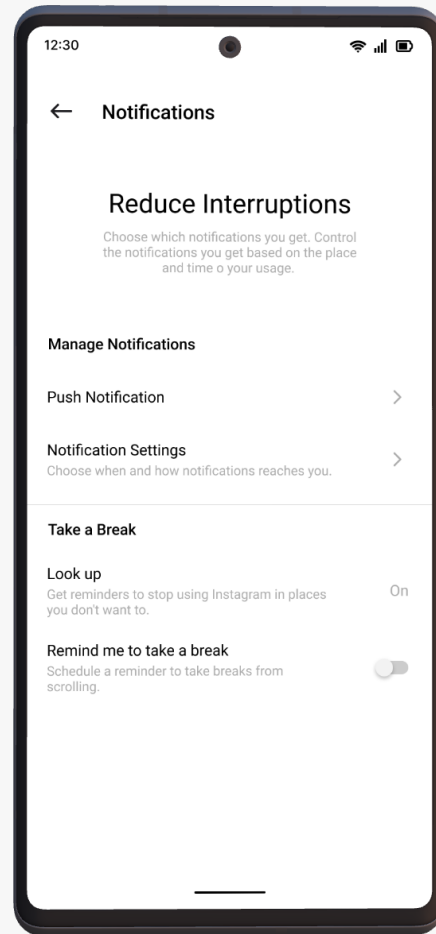 12:30
Notifications
Reduce Interruptions
Choose which notifications you get. Control
the notifications you get based on the place
and time o your usage.
Manage Notifications
Push Notification
Notification Settings
Choose when and how notifications reaches you.
Take a Break
Look up
Get reminders to stop using Instagram in places
you don't want to.
On
Remind me to take a break
Schedule a reminder to take breaks from
scrolling.